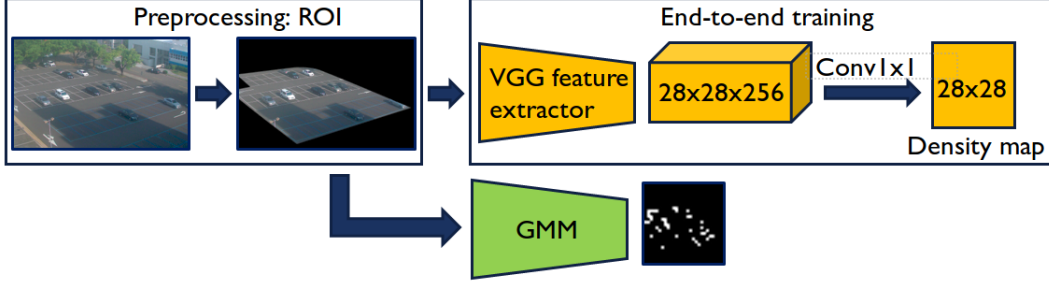 Preprocessing: ROI
End-to-end training
VGG feature
extractor
28x28x256
Conv1x1
28x28
Density map
GMM